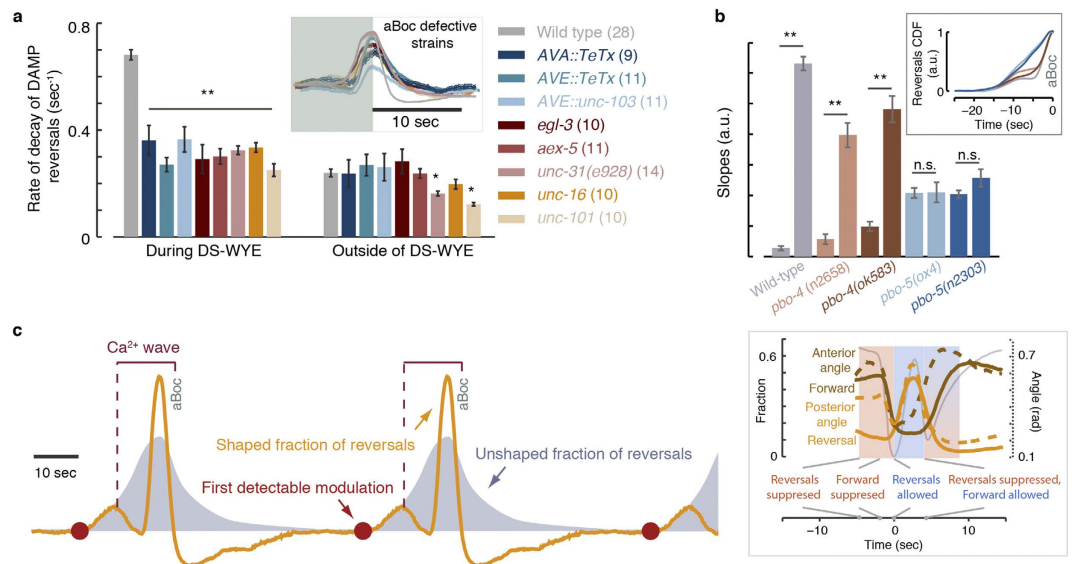 a
0.8
0.4
0
Rate of decay of DAMP
reversals (sec-1)
**
During DS-WYE
Outside of DS-WYE
*
*
aBoc defective
strains
10 sec
Wild type (28)
AVA::TeTx (9)
AVE::TeTx (11)
AVE::unc-103 (11)
egl-3 (10)
aex-5 (11)
unc-31(e928) (14)
unc-16 (10)
unc-101 (10)
b
Slopes (a.u.)
**
**
**
n.s.
n.s.
Wild-type
pbo-4 (n2658)
pbo-4(ok583)
pbo-5(ox4)
pbo-5(n2303)
Reversals CDF
(a.u.)
1
0
aBoc
-20
-10
0
Time (sec)
c
Ca2+ wave
aBoc
aBoc
10 sec
Shaped fraction of reversals
Unshaped fraction of reversals
First detectable modulation
0.6
0
Fraction
Anterior
angle
Forward
Posterior
angle
Reversal
0.7
0.1
Angle (rad)
Reversals
suppresed
Forward
suppresed
Reversals
allowed
Reversals suppressed,
Forward allowed
-10
0
10
Time (sec)